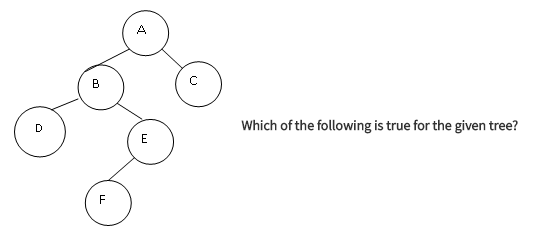 A
B
C
Which of the following is true for the given tree?
D
E
F